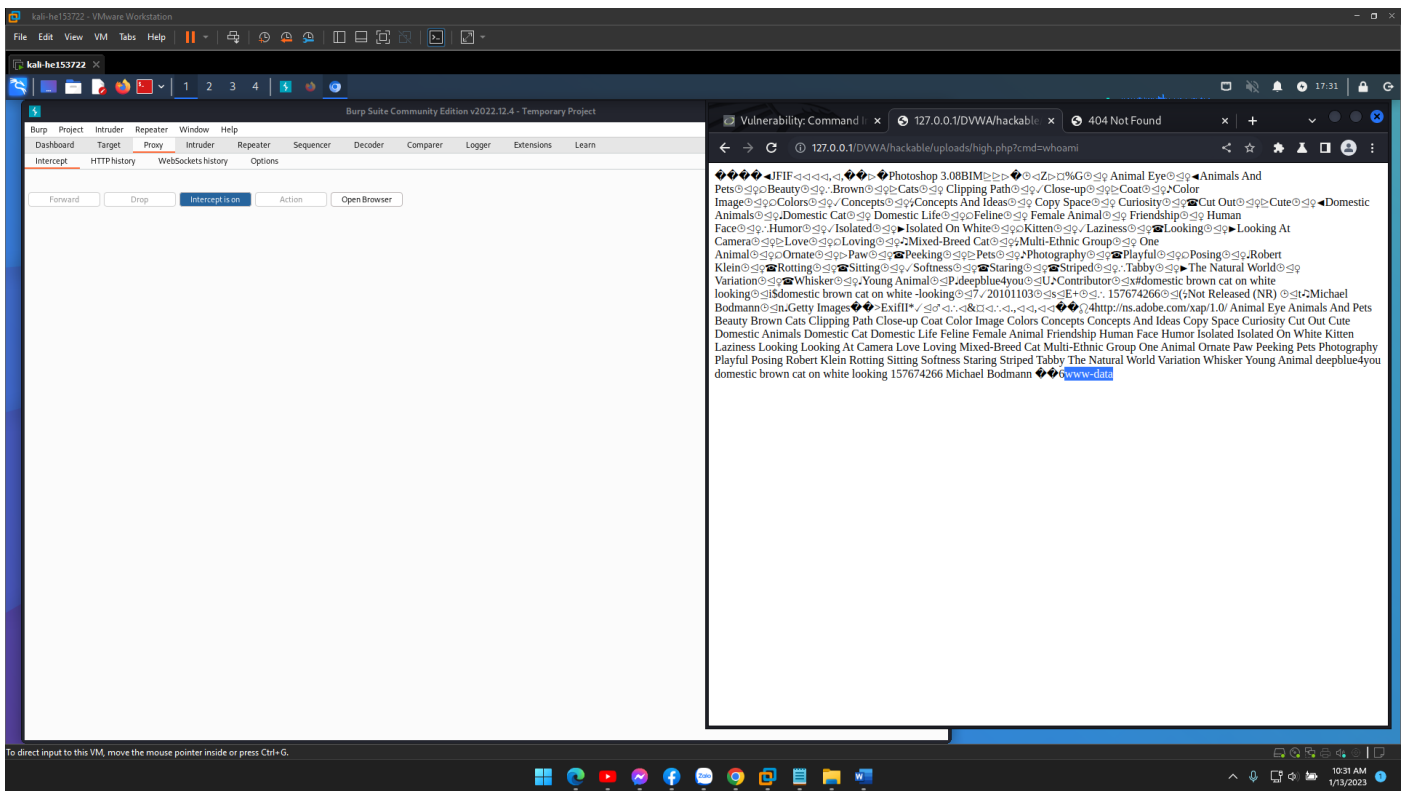 kali-he153722 - VMware Workstation
File Edit View VM Tabs Help
kali-he153722
1 2 3 4
17:31
Burp Suite Community Edition v2022.12.4 - Temporary Project
Burp Project Intruder Repeater Window Help
Dashboard Target Proxy Intruder Repeater Sequencer Decoder Comparer Logger Extensions Learn
Intercept HTTP history WebSockets history Options
Forward Drop Intercept is on Action Open Browser
Vulnerability: Command I
127.0.0.1/DVWA/hackable/
404 Not Found
127.0.0.1/DVWA/hackable/uploads/high.php?cmd=whoami
����◄JFIF◁◁◁◁,◁,��▷�Photoshop 3.08BIM Z %G Animal Eye ◄Animals And
Pets Beauty Brown Cats Clipping Path Close-up Coat Color
Image Colors Concepts Concepts And Ideas Copy Space Curiosity Cut Out Cute ◄Domestic
Animals Domestic Cat Domestic Life Feline Female Animal Friendship Human
Face Humor Isolated ►Isolated On White Kitten Laziness Looking ►Looking At
Camera Love Loving Mixed-Breed Cat Multi-Ethnic Group One
Animal Ornate Paw Peeking Pets Photography Playful Posing Robert
Klein Rotting Sitting Softness Staring Striped Tabby ►The Natural World
Variation Whisker Young Animal P deepblue4you U Contributor x#domestic brown cat on white
looking i$domestic brown cat on white -looking 7 20101103 s E+ 157674266 ( Not Released (NR) t Michael
Bodmann n Getty Images��>ExifII* & ��4http://ns.adobe.com/xap/1.0/ Animal Eye Animals And Pets
Beauty Brown Cats Clipping Path Close-up Coat Color Image Colors Concepts Concepts And Ideas Copy Space Curiosity Cut Out Cute
Domestic Animals Domestic Cat Domestic Life Feline Female Animal Friendship Human Face Humor Isolated Isolated On White Kitten
Laziness Looking Looking At Camera Love Loving Mixed-Breed Cat Multi-Ethnic Group One Animal Ornate Paw Peeking Pets Photography
Playful Posing Robert Klein Rotting Sitting Softness Staring Striped Tabby The Natural World Variation Whisker Young Animal deepblue4you
domestic brown cat on white looking 157674266 Michael Bodmann ��6www-data
To direct input to this VM, move the mouse pointer inside or press Ctrl+G.
Zalo
10:31 AM
1/13/2023
1